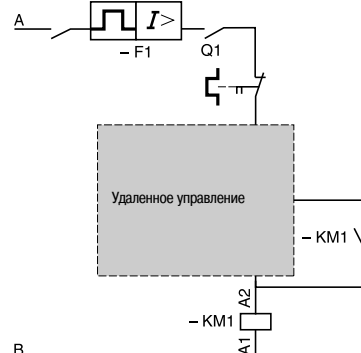 A
I>
– F1
Q1
Удаленное управление
– KM1
A2
– KM1
A1
B